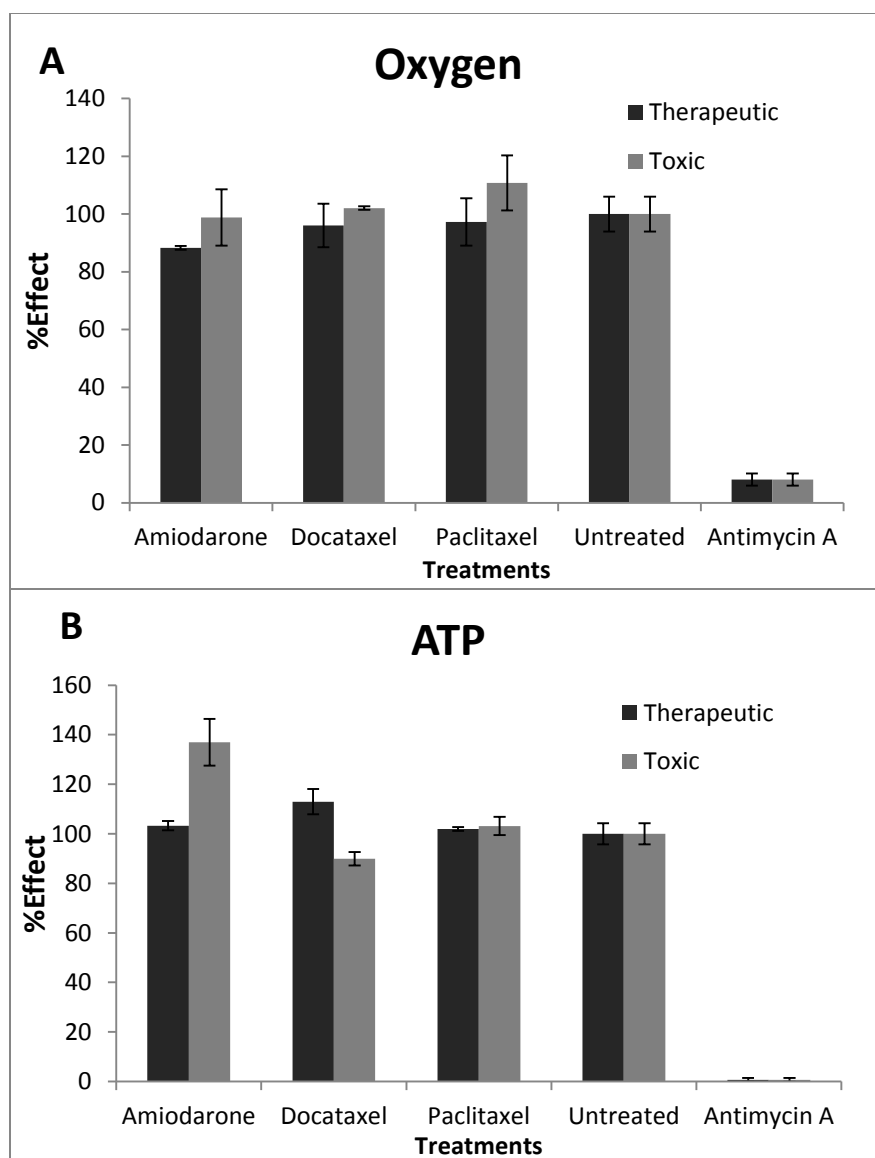 A
Oxygen
140
120
100
80
60
40
20
0
%Effect
Therapeutic
Toxic
Amiodarone Docataxel Paclitaxel Untreated Antimycin A
Treatments
B
ATP
160
140
120
100
80
60
40
20
0
%Effect
Therapeutic
Toxic
Amiodarone Docataxel Paclitaxel Untreated Antimycin A
Treatments